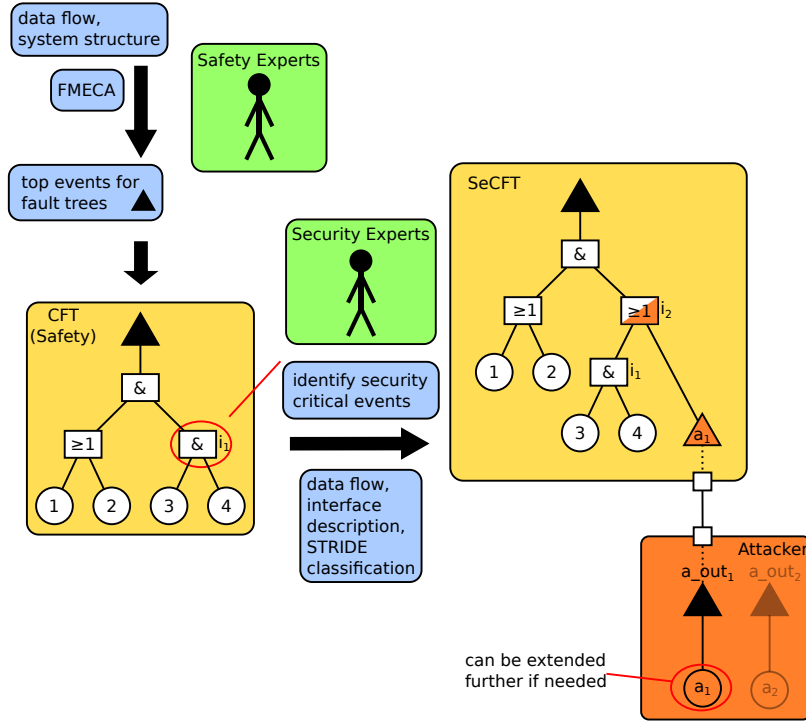 data flow,
system structure
FMECA
Safety Experts
top events for
fault trees
Security Experts
CFT
(Safety)
&
≥1
&
i1
1
2
3
4
identify security
critical events
data flow,
interface
description,
STRIDE
classification
SeCFT
&
≥1
≥1
i2
1
2
&
i1
3
4
a1
Attacker
a_out1
a_out2
can be extended
further if needed
a1
a2